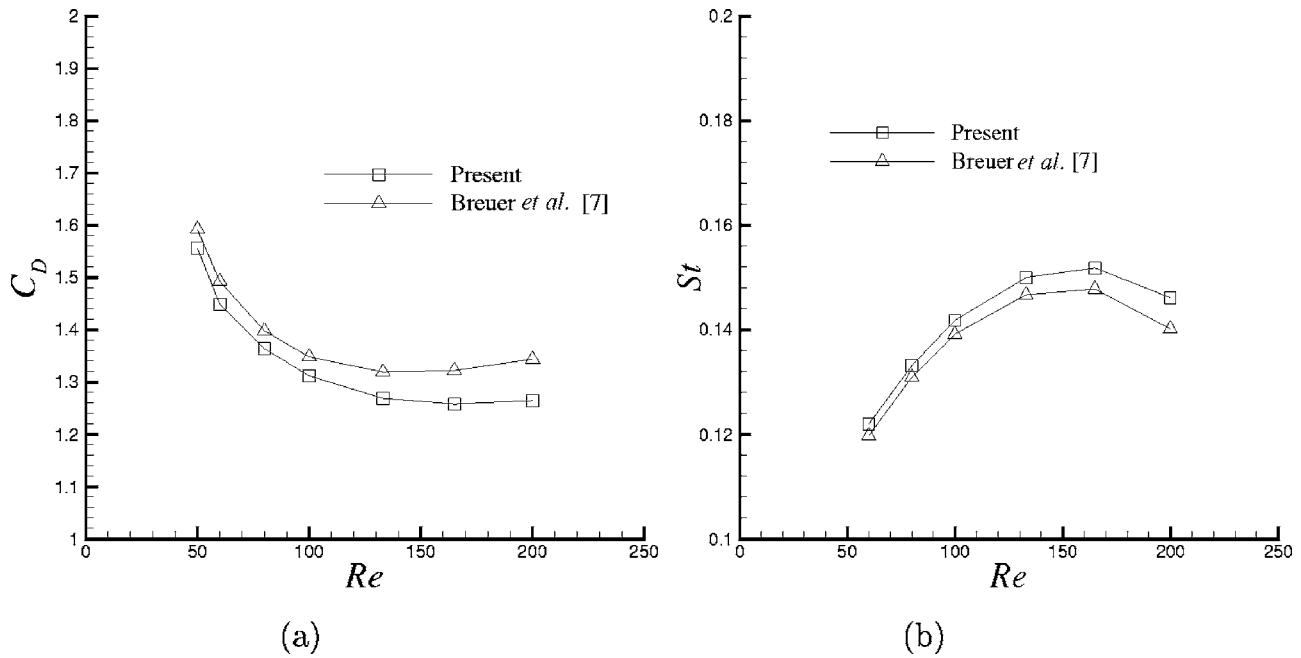 2
1.9
1.8
1.7
1.6
1.5
1.4
1.3
1.2
1.1
1
C_D
Present
Breuer et al. [7]
0 50 100 150 200 250
Re
(a)
0.2
0.18
0.16
0.14
0.12
0.1
St
Present
Breuer et al. [7]
0 50 100 150 200 250
Re
(b)